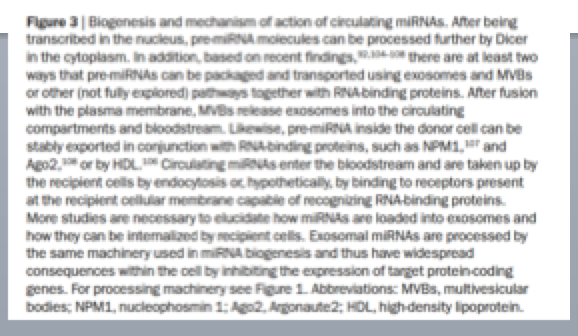 Figure 3 | Biogenesis and mechanism of action of circulating miRNAs. After being
transcribed in the nucleus, pre-miRNA molecules can be processed further by Dicer
in the cytoplasm. In addition, based on recent findings,⁹²,¹⁰⁴⁻¹⁰⁸ there are at least two
ways that pre-miRNAs can be packaged and transported using exosomes and MVBs
or other (not fully explored) pathways together with RNA-binding proteins. After fusion
with the plasma membrane, MVBs release exosomes into the circulating
compartments and bloodstream. Likewise, pre-miRNA inside the donor cell can be
stably exported in conjunction with RNA-binding proteins, such as NPM1,¹⁰⁷ and
Ago2,¹⁰⁸ or by HDL.¹⁰⁶ Circulating miRNAs enter the bloodstream and are taken up by
the recipient cells by endocytosis or, hypothetically, by binding to receptors present
at the recipient cellular membrane capable of recognizing RNA-binding proteins.
More studies are necessary to elucidate how miRNAs are loaded into exosomes and
how they can be internalized by recipient cells. Exosomal miRNAs are processed by
the same machinery used in miRNA biogenesis and thus have widespread
consequences within the cell by inhibiting the expression of target protein-coding
genes. For processing machinery see Figure 1. Abbreviations: MVBs, multivesicular
bodies; NPM1, nucleophosmin 1; Ago2, Argonaute2; HDL, high-density lipoprotein.